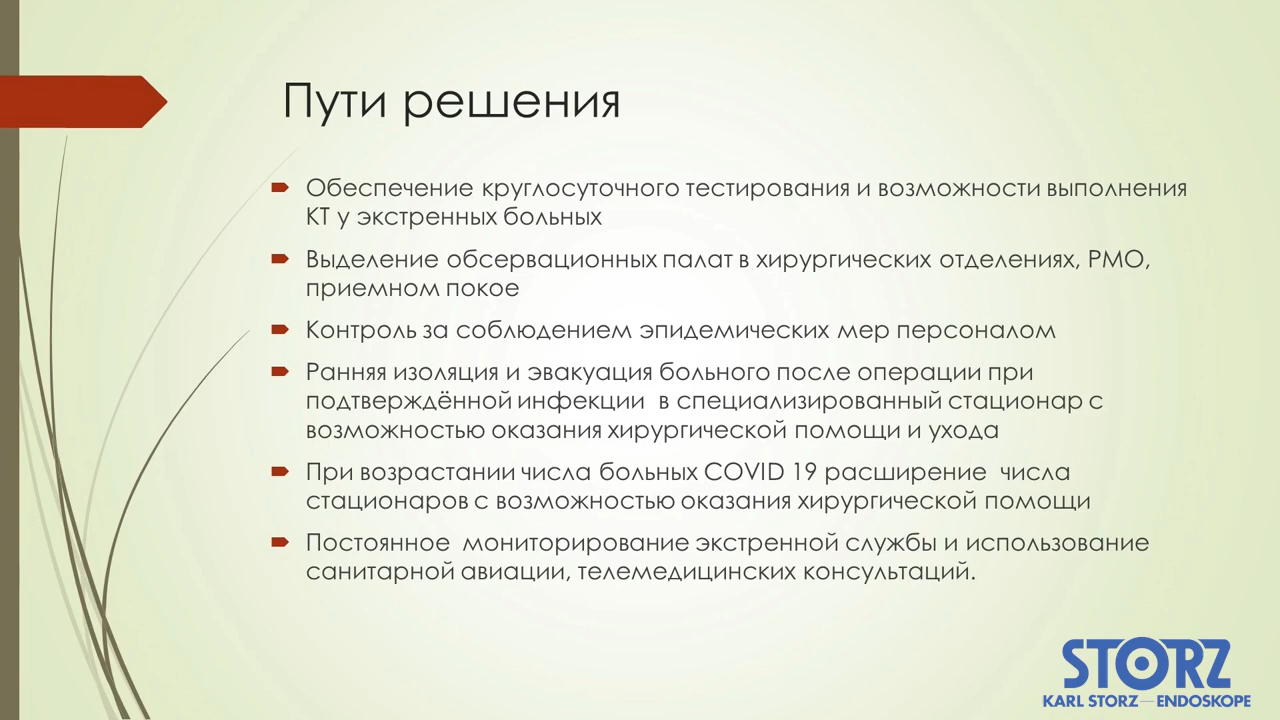 Пути решения
Обеспечение круглосуточного тестирования и возможности выполнения
КТ у экстренных больных
Выделение обсервационных палат в хирургических отделениях, РМО,
приемном покое
Контроль за соблюдением эпидемических мер персоналом
Ранняя изоляция и эвакуация больного после операции при
подтверждённой инфекции  в специализированный стационар с
возможностью оказания хирургической помощи и ухода
При возрастании числа больных COVID 19 расширение  числа
стационаров с возможностью оказания хирургической помощи
Постоянное  мониторирование экстренной службы и использование
санитарной авиации, телемедицинских консультаций.
STORZ
KARL STORZ—ENDOSKOPE